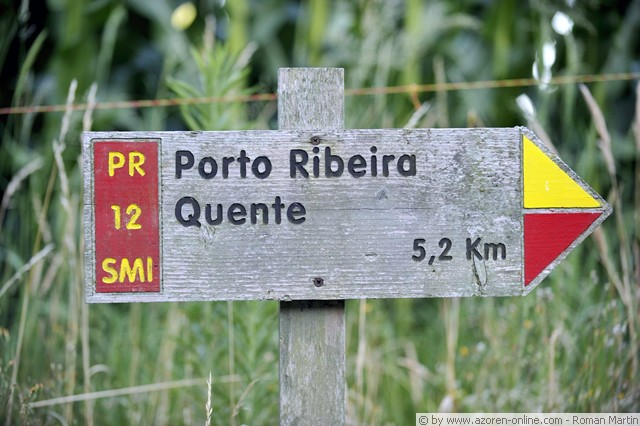 PR
12
SMI
Porto Ribeira
Quente
5,2 Km
© by www.azoren-online.com - Roman Martin